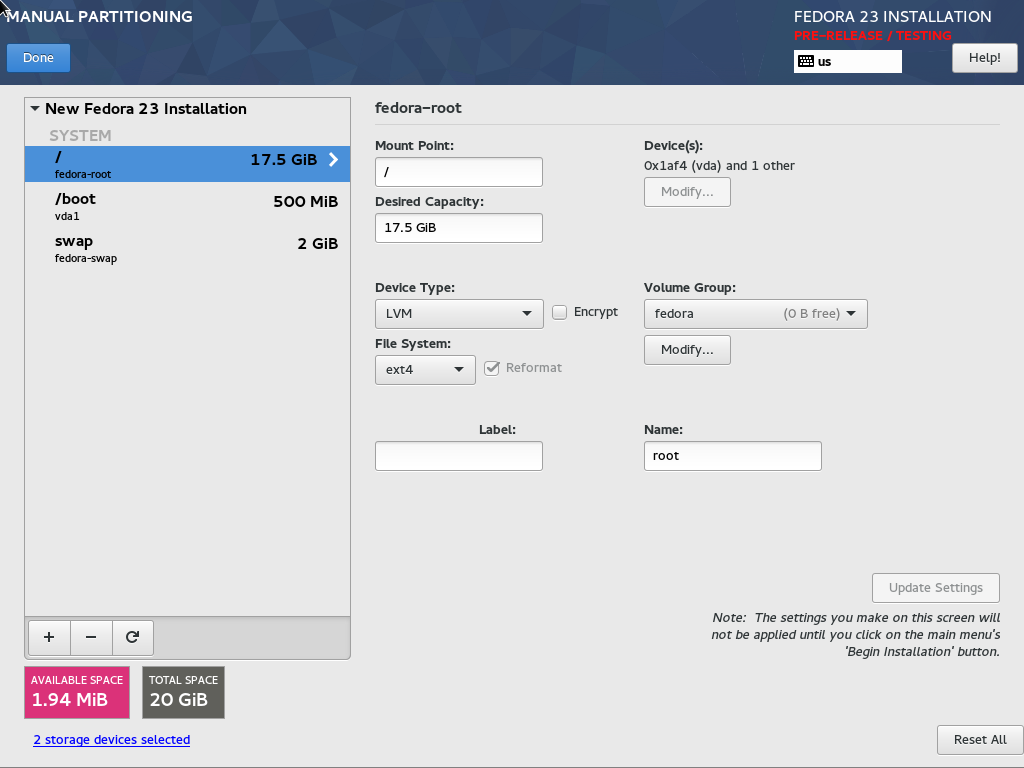 MANUAL PARTITIONING
FEDORA 23 INSTALLATION
PRE-RELEASE / TESTING
Done
us
Help!
New Fedora 23 Installation
SYSTEM
/
17.5 GiB
fedora-root
/boot
500 MiB
vda1
swap
2 GiB
fedora-swap
+
−
AVAILABLE SPACE
1.94 MiB
TOTAL SPACE
20 GiB
2 storage devices selected
fedora-root
Mount Point:
/
Desired Capacity:
17.5 GiB
Device(s):
0x1af4 (vda) and 1 other
Modify...
Device Type:
LVM
Encrypt
File System:
ext4
Reformat
Volume Group:
fedora (0 B free)
Modify...
Label:
Name:
root
Update Settings
Note: The settings you make on this screen will
not be applied until you click on the main menu's
'Begin Installation' button.
Reset All